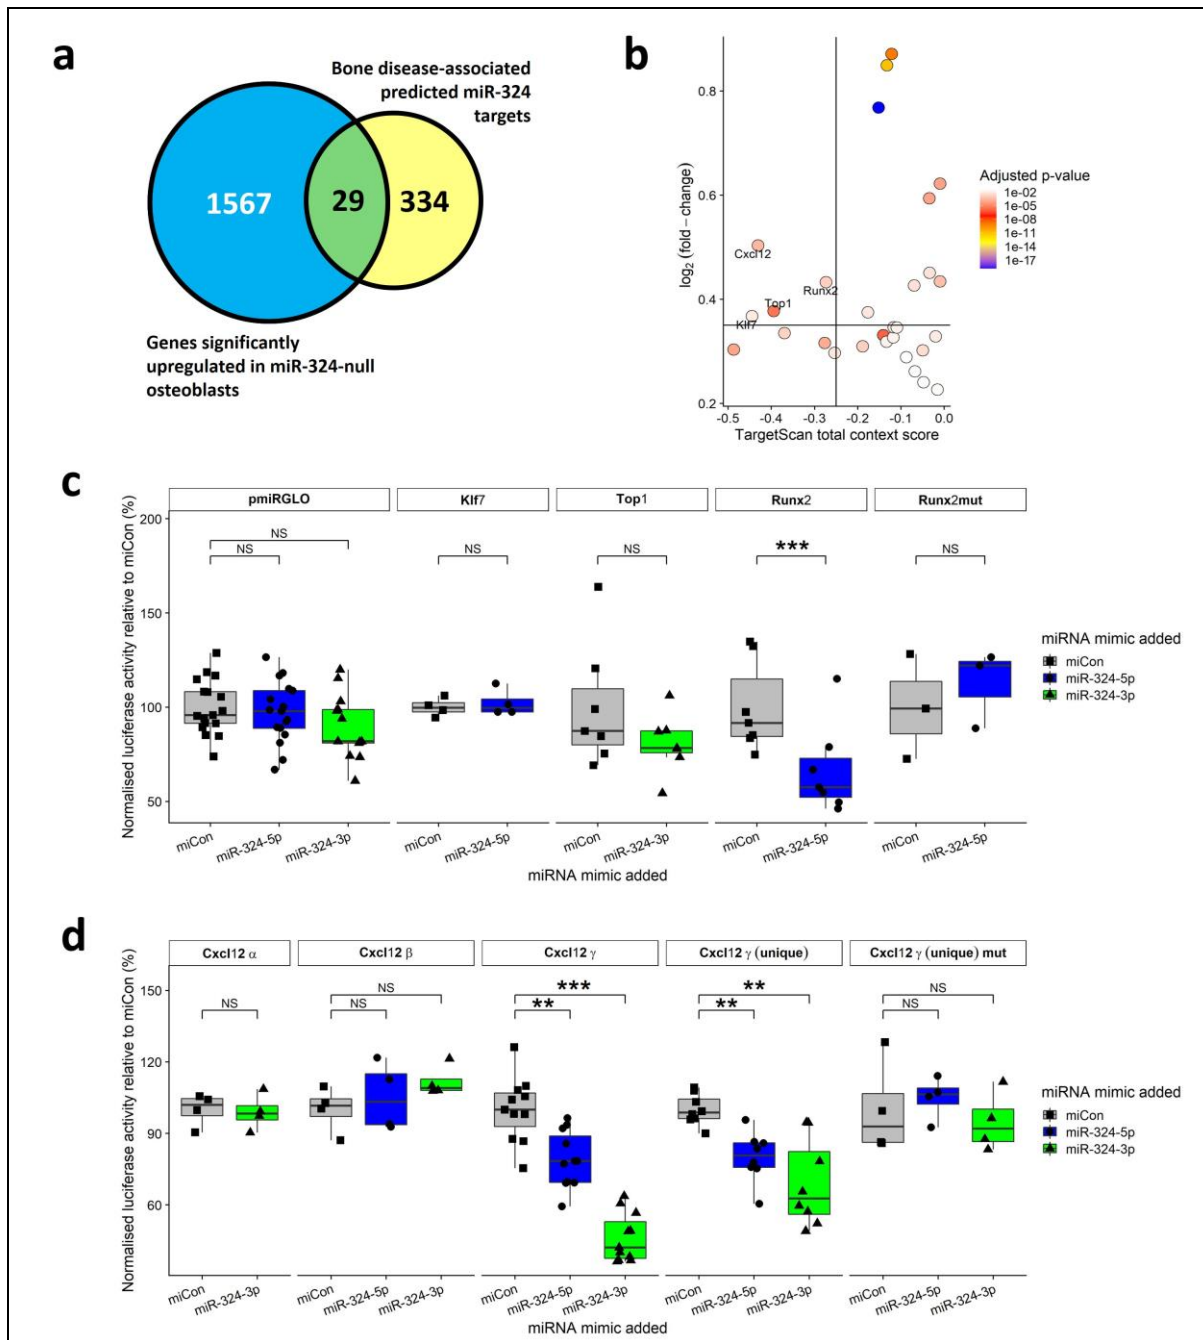 a
Bone disease-associated
predicted miR-324
targets
1567
29
334
Genes significantly
upregulated in miR-324-null
osteoblasts
b
log2 (fold – change)
0.8
0.6
0.4
0.2
Cxcl12
Runx2
Top1
Klf7
-0.5 -0.4 -0.3 -0.2 -0.1 0.0
TargetScan total context score
Adjusted p-value
1e-02
1e-05
1e-08
1e-11
1e-14
1e-17
c
Normalised luciferase activity relative to miCon (%)
200
150
100
50
pmiRGLO Klf7 Top1 Runx2 Runx2mut
NS
NS NS NS *** NS
miCon miR-324-5p miR-324-3p miCon miR-324-5p miCon miR-324-3p miCon miR-324-5p miCon miR-324-5p
miRNA mimic added
miRNA mimic added
miCon
miR-324-5p
miR-324-3p
d
Normalised luciferase activity relative to miCon (%)
150
120
90
60
Cxcl12 α Cxcl12 β Cxcl12 γ Cxcl12 γ (unique) Cxcl12 γ (unique) mut
NS *** ** NS
NS NS ** ** NS
miCon miR-324-3p miCon miR-324-5p miR-324-3p miCon miR-324-5p miR-324-3p miCon miR-324-5p miR-324-3p miCon miR-324-5p miR-324-3p
miRNA mimic added
miRNA mimic added
miCon
miR-324-5p
miR-324-3p